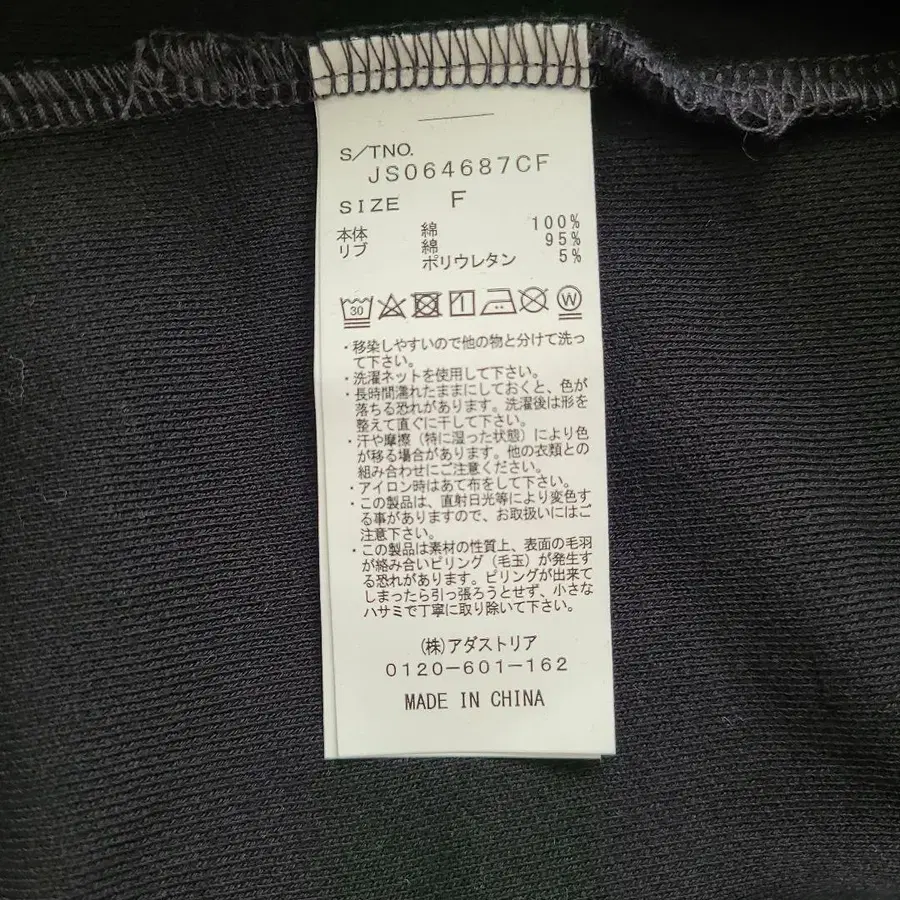 S/TNO.
JS064687CF
SIZE F
本体 綿 100%
リブ 綿 95%
ポリウレタン 5%
30 W
・移染しやすいので他の物と分けて洗っ
て下さい。
・洗濯ネットを使用して下さい。
・長時間濡れたままにしておくと、色が
落ちる恐れがあります。洗濯後は形を
整えて直ぐに干して下さい。
・汗や摩擦（特に湿った状態）により色
が移る場合があります。他の衣類との
組み合わせにご注意ください。
・アイロン時はあて布をして下さい。
・この製品は、直射日光等により変色す
る事がありますので、お取扱いにはご
注意下さい。
・この製品は素材の性質上、表面の毛羽
が絡み合いピリング（毛玉）が発生す
る恐れがあります。ピリングが出来て
しまったら引っ張ろうとせず、小さな
ハサミで丁寧に取り除いて下さい。
(株)アダストリア
0120-601-162
MADE IN CHINA